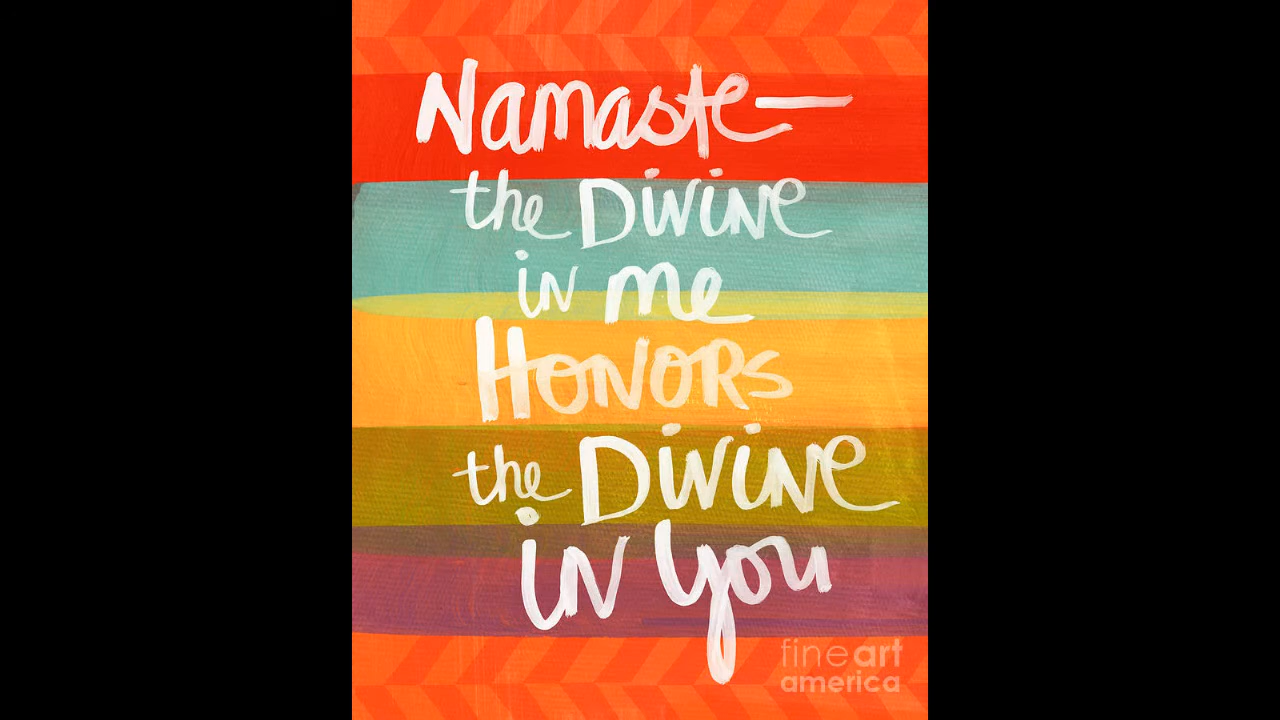 Namaste—
the Divine
in me
Honors
the Divine
in you
fineart
america